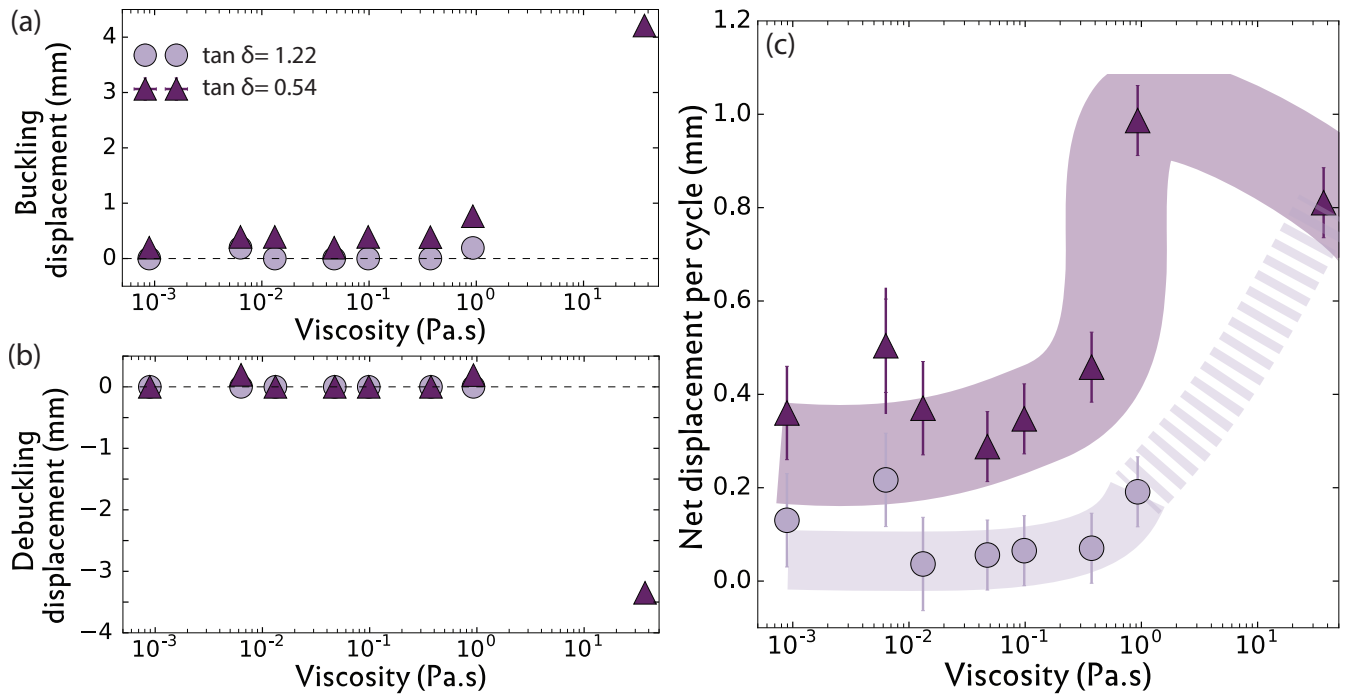 (a)
Buckling
displacement (mm)
4
3
2
1
0
tan δ= 1.22
tan δ= 0.54
10⁻³
10⁻²
10⁻¹
10⁰
10¹
Viscosity (Pa.s)
(b)
Debuckling
displacement (mm)
0
−1
−2
−3
−4
10⁻³
10⁻²
10⁻¹
10⁰
10¹
Viscosity (Pa.s)
(c)
Net displacement per cycle (mm)
1.2
1.0
0.8
0.6
0.4
0.2
0.0
10⁻³
10⁻²
10⁻¹
10⁰
10¹
Viscosity (Pa.s)